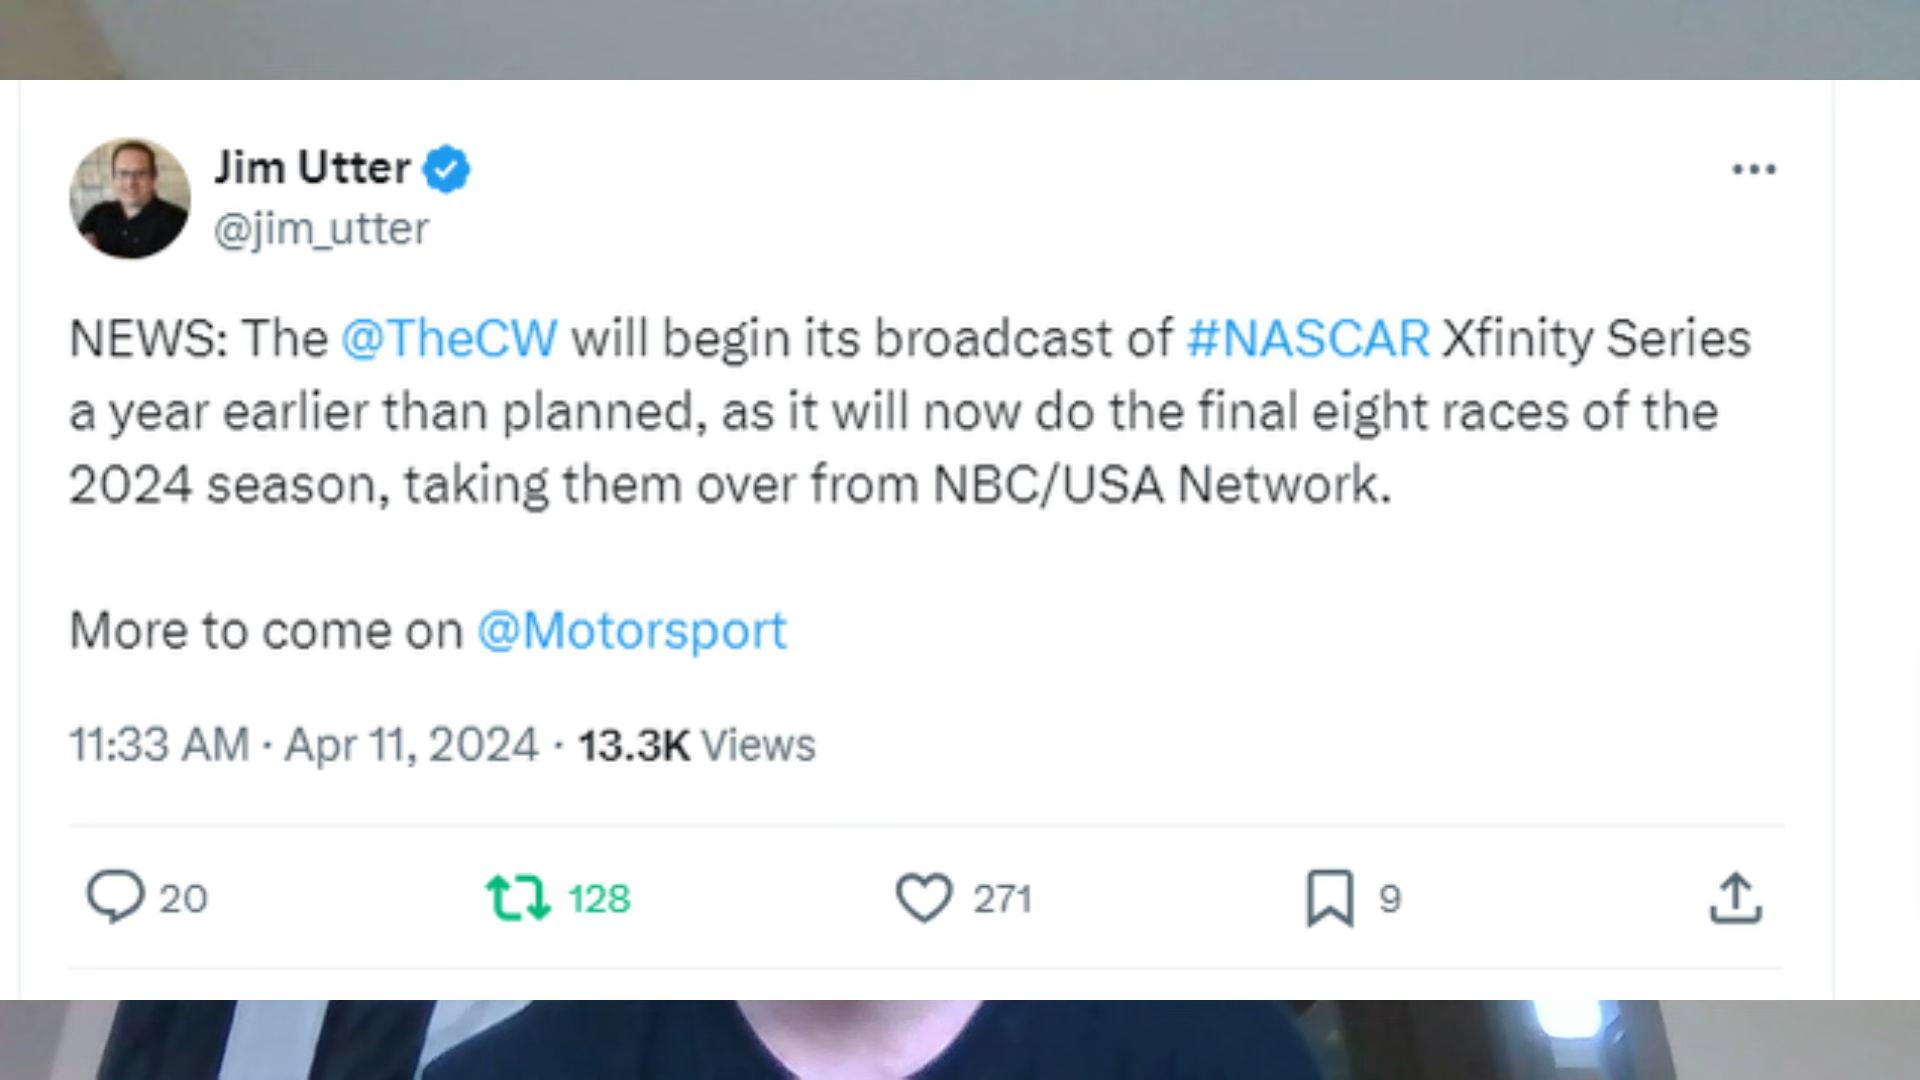 Jim Utter
@jim_utter
NEWS: The @TheCW will begin its broadcast of #NASCAR Xfinity Series
a year earlier than planned, as it will now do the final eight races of the
2024 season, taking them over from NBC/USA Network.
More to come on @Motorsport
11:33 AM · Apr 11, 2024 · 13.3K Views
20 128 271 9